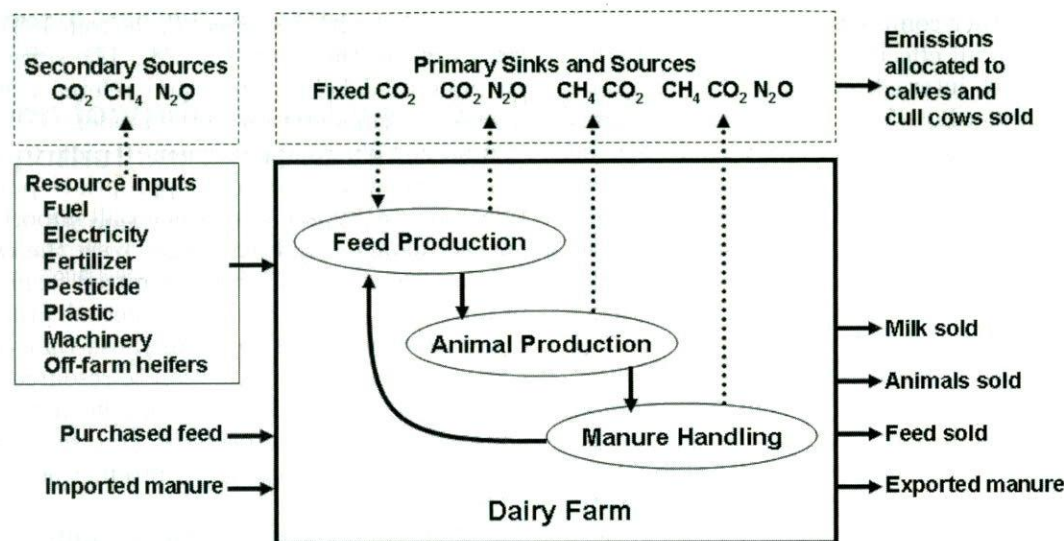 Secondary Sources
CO₂ CH₄ N₂O
Primary Sinks and Sources
Fixed CO₂ CO₂ N₂O CH₄ CO₂ CH₄ CO₂ N₂O
Emissions
allocated to
calves and
cull cows sold
Resource inputs
Fuel
Electricity
Fertilizer
Pesticide
Plastic
Machinery
Off-farm heifers
Purchased feed
Imported manure
Feed Production
Animal Production
Manure Handling
Dairy Farm
Milk sold
Animals sold
Feed sold
Exported manure